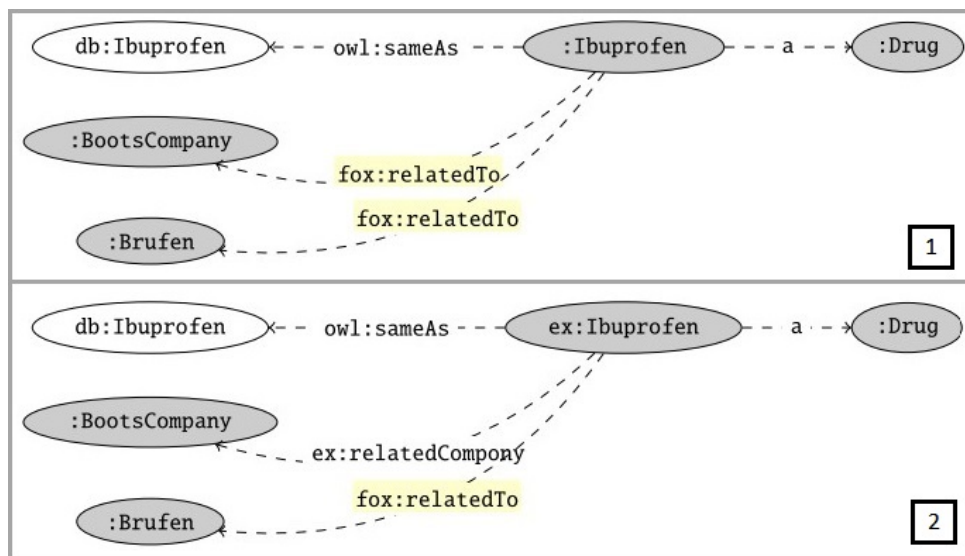 db:Ibuprofen owl:sameAs :Ibuprofen a :Drug
:BootsCompany
fox:relatedTo
fox:relatedTo
:Brufen
1
db:Ibuprofen owl:sameAs ex:Ibuprofen a :Drug
:BootsCompany
ex:relatedCompony
fox:relatedTo
:Brufen
2